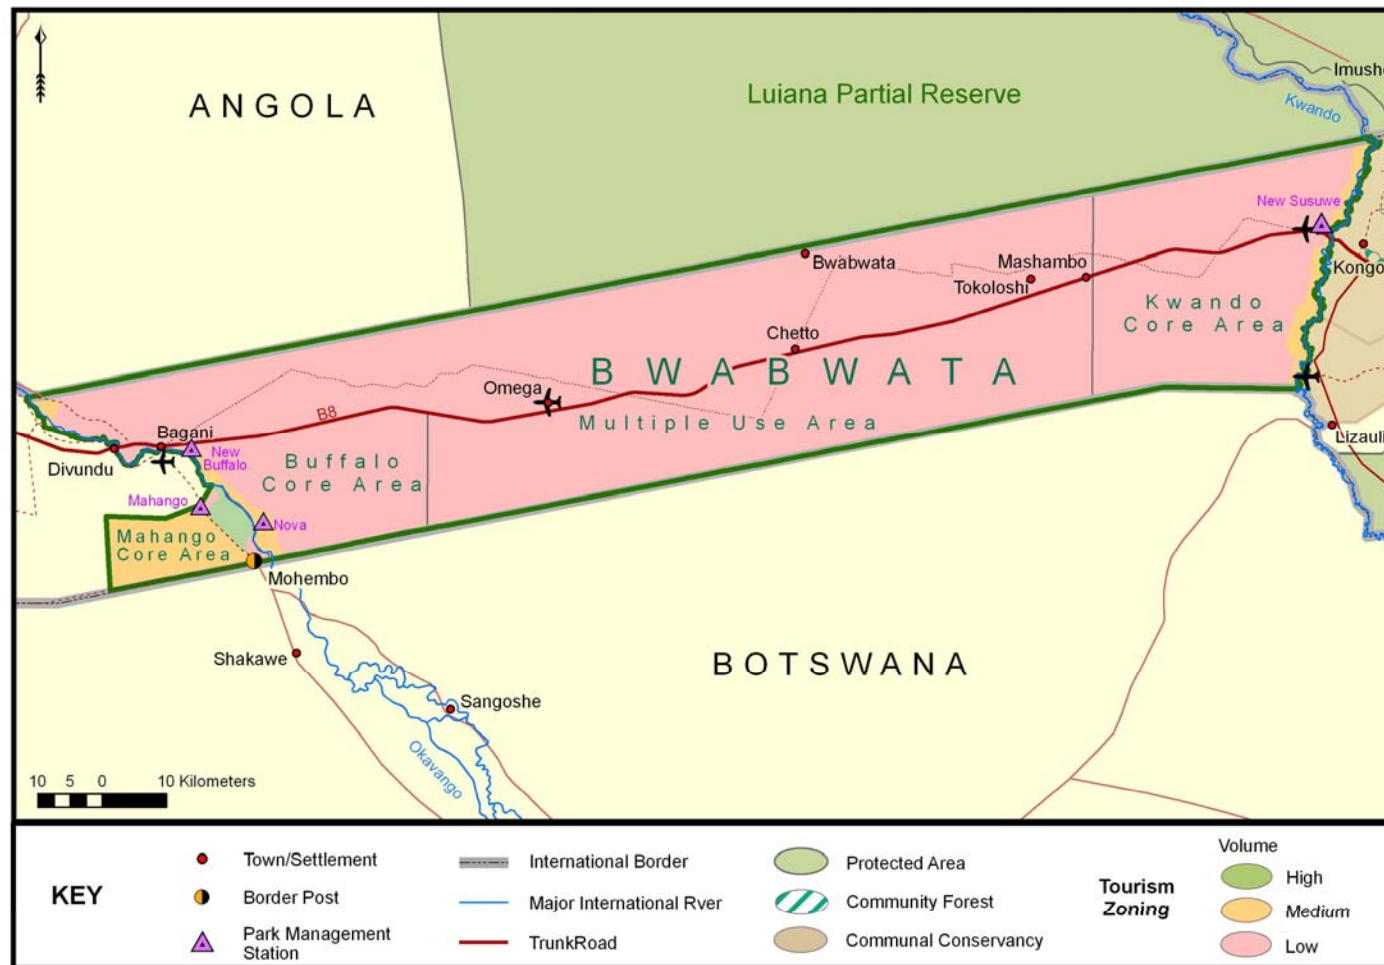 ANGOLA
Luiana Partial Reserve
Imusho
Kwando
New Susuwe
Bwabwata
Mashambo
Tokoloshi
Kongo
Kwando
Core Area
Chetto
BWABWATA
Omega
Multiple Use Area
B8
Bagani
Divundu
New
Buffalo
Buffalo
Core Area
Lizauli
Mahango
Nova
Mahango
Core Area
Mohembo
Shakawe
BOTSWANA
Sangoshe
Okavango
10 5 0 10 Kilometers
KEY
Town/Settlement
Border Post
Park Management
Station
International Border
Major International Rver
TrunkRoad
Protected Area
Community Forest
Communal Conservancy
Tourism
Zoning
Volume
High
Medium
Low